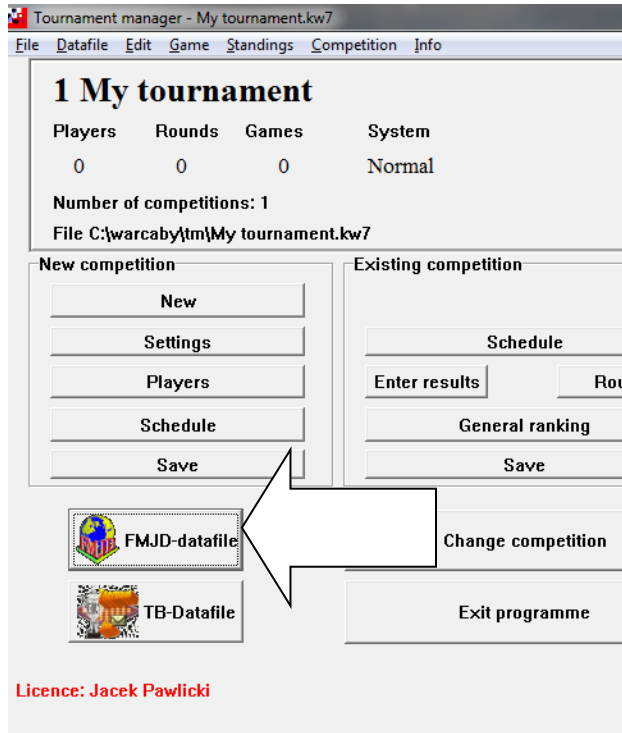 Tournament manager - My tournament.kw7
File Datafile Edit Game Standings Competition Info
1 My tournament
Players Rounds Games System
0 0 0 Normal
Number of competitions: 1
File C:\warcaby\tm\My tournament.kw7
New competition
New
Settings
Players
Schedule
Save
Existing competition
Schedule
Enter results Rou
General ranking
Save
FMJD-datafile
Change competition
TB-Datafile
Exit programme
Licence: Jacek Pawlicki